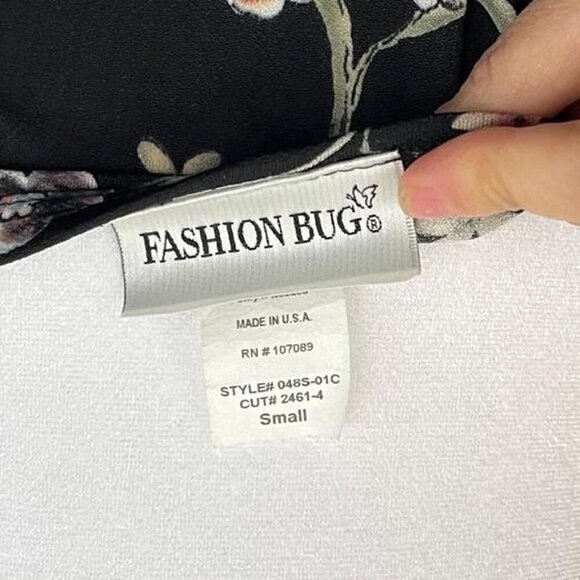 FASHION BUG®
MADE IN U.S.A.
RN # 107089
STYLE# 048S-01C
CUT# 2461-4
Small